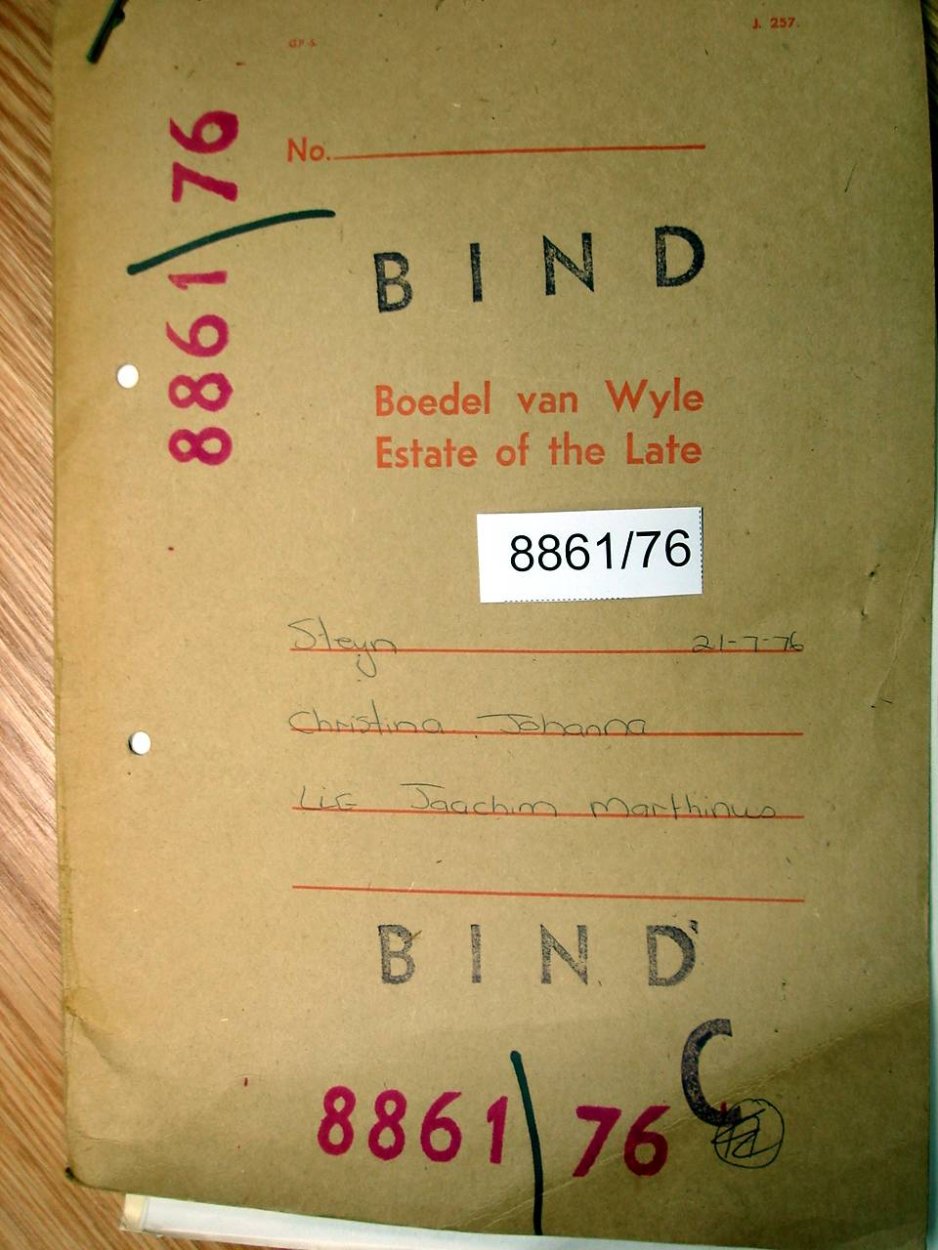 G.P.-S.
J. 257.
8861/76
No.
BIND
Boedel van Wyle
Estate of the Late
8861/76
Steyn 21-7-76
Christina Johanna
Jaachim Marthinus
BIND
C
8861/76